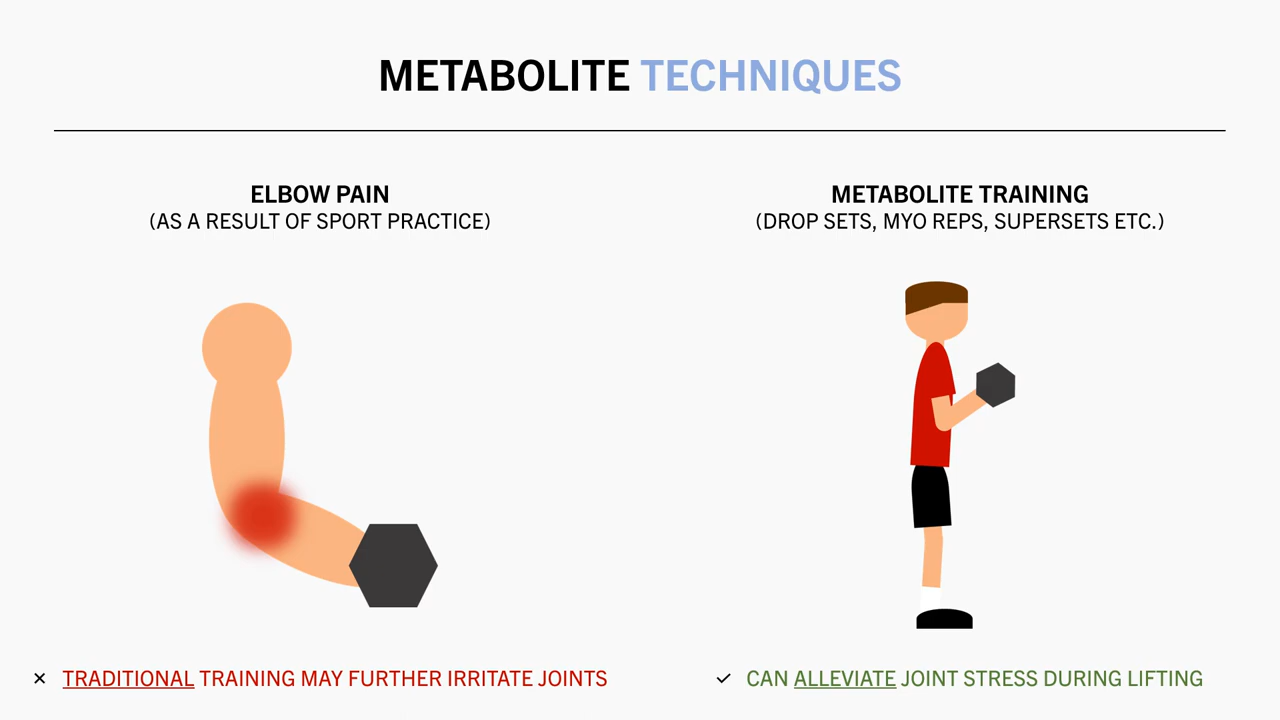 METABOLITE TECHNIQUES
ELBOW PAIN
(AS A RESULT OF SPORT PRACTICE)
METABOLITE TRAINING
(DROP SETS, MYO REPS, SUPERSETS ETC.)
× TRADITIONAL TRAINING MAY FURTHER IRRITATE JOINTS
✓ CAN ALLEVIATE JOINT STRESS DURING LIFTING